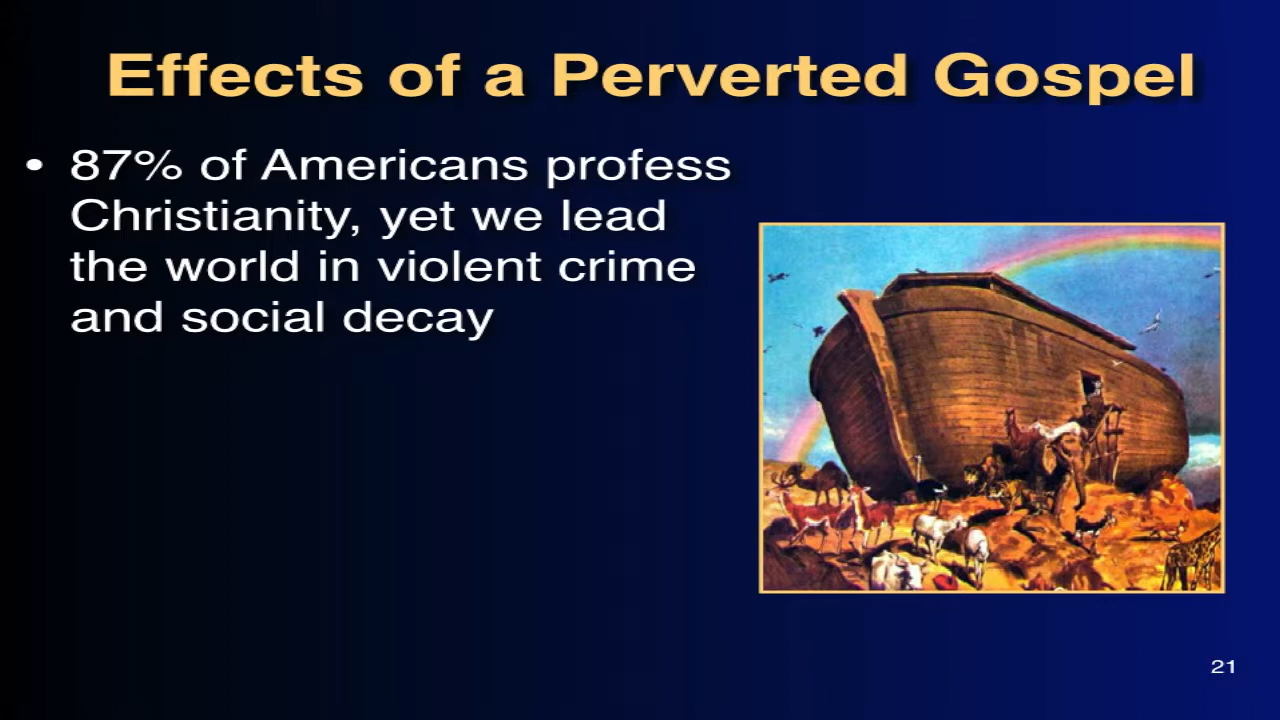 Effects of a Perverted Gospel
• 87% of Americans profess
Christianity, yet we lead
the world in violent crime
and social decay
21